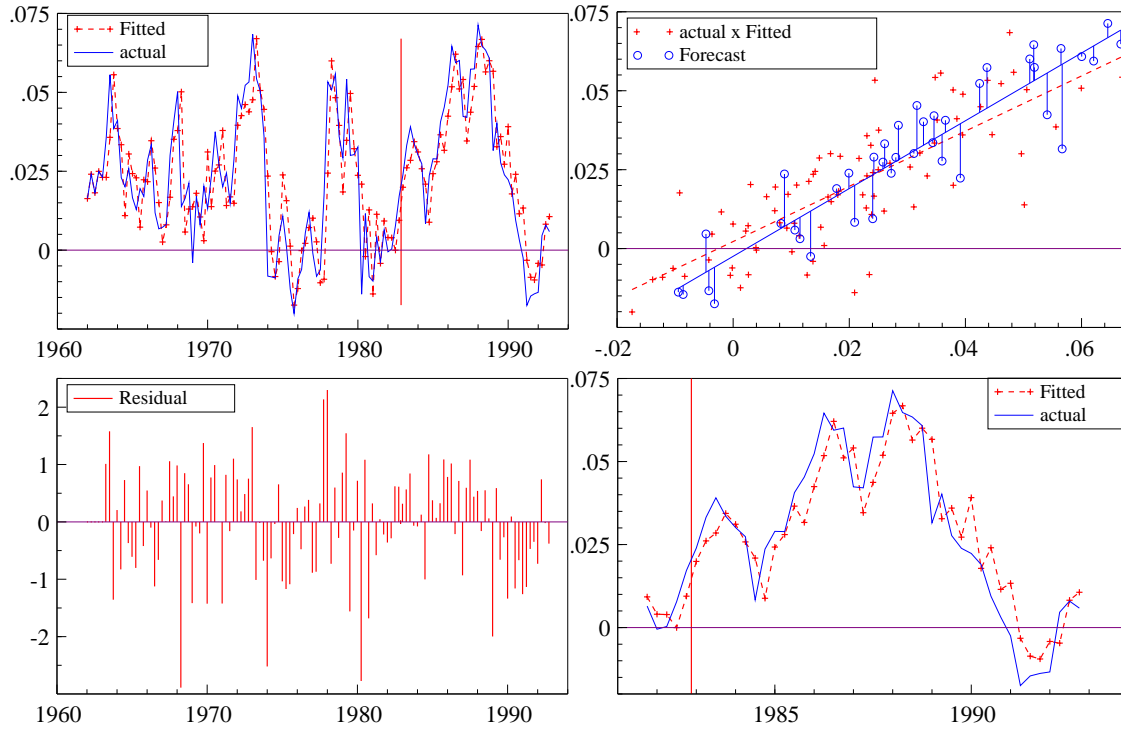 .075
.05
.025
0
1960 1970 1980 1990
Fitted
actual
.075
.05
.025
0
-.02 0 .02 .04 .06
actual x Fitted
Forecast
2
1
0
-1
-2
1960 1970 1980 1990
Residual
.075
.05
.025
0
1985 1990
Fitted
actual